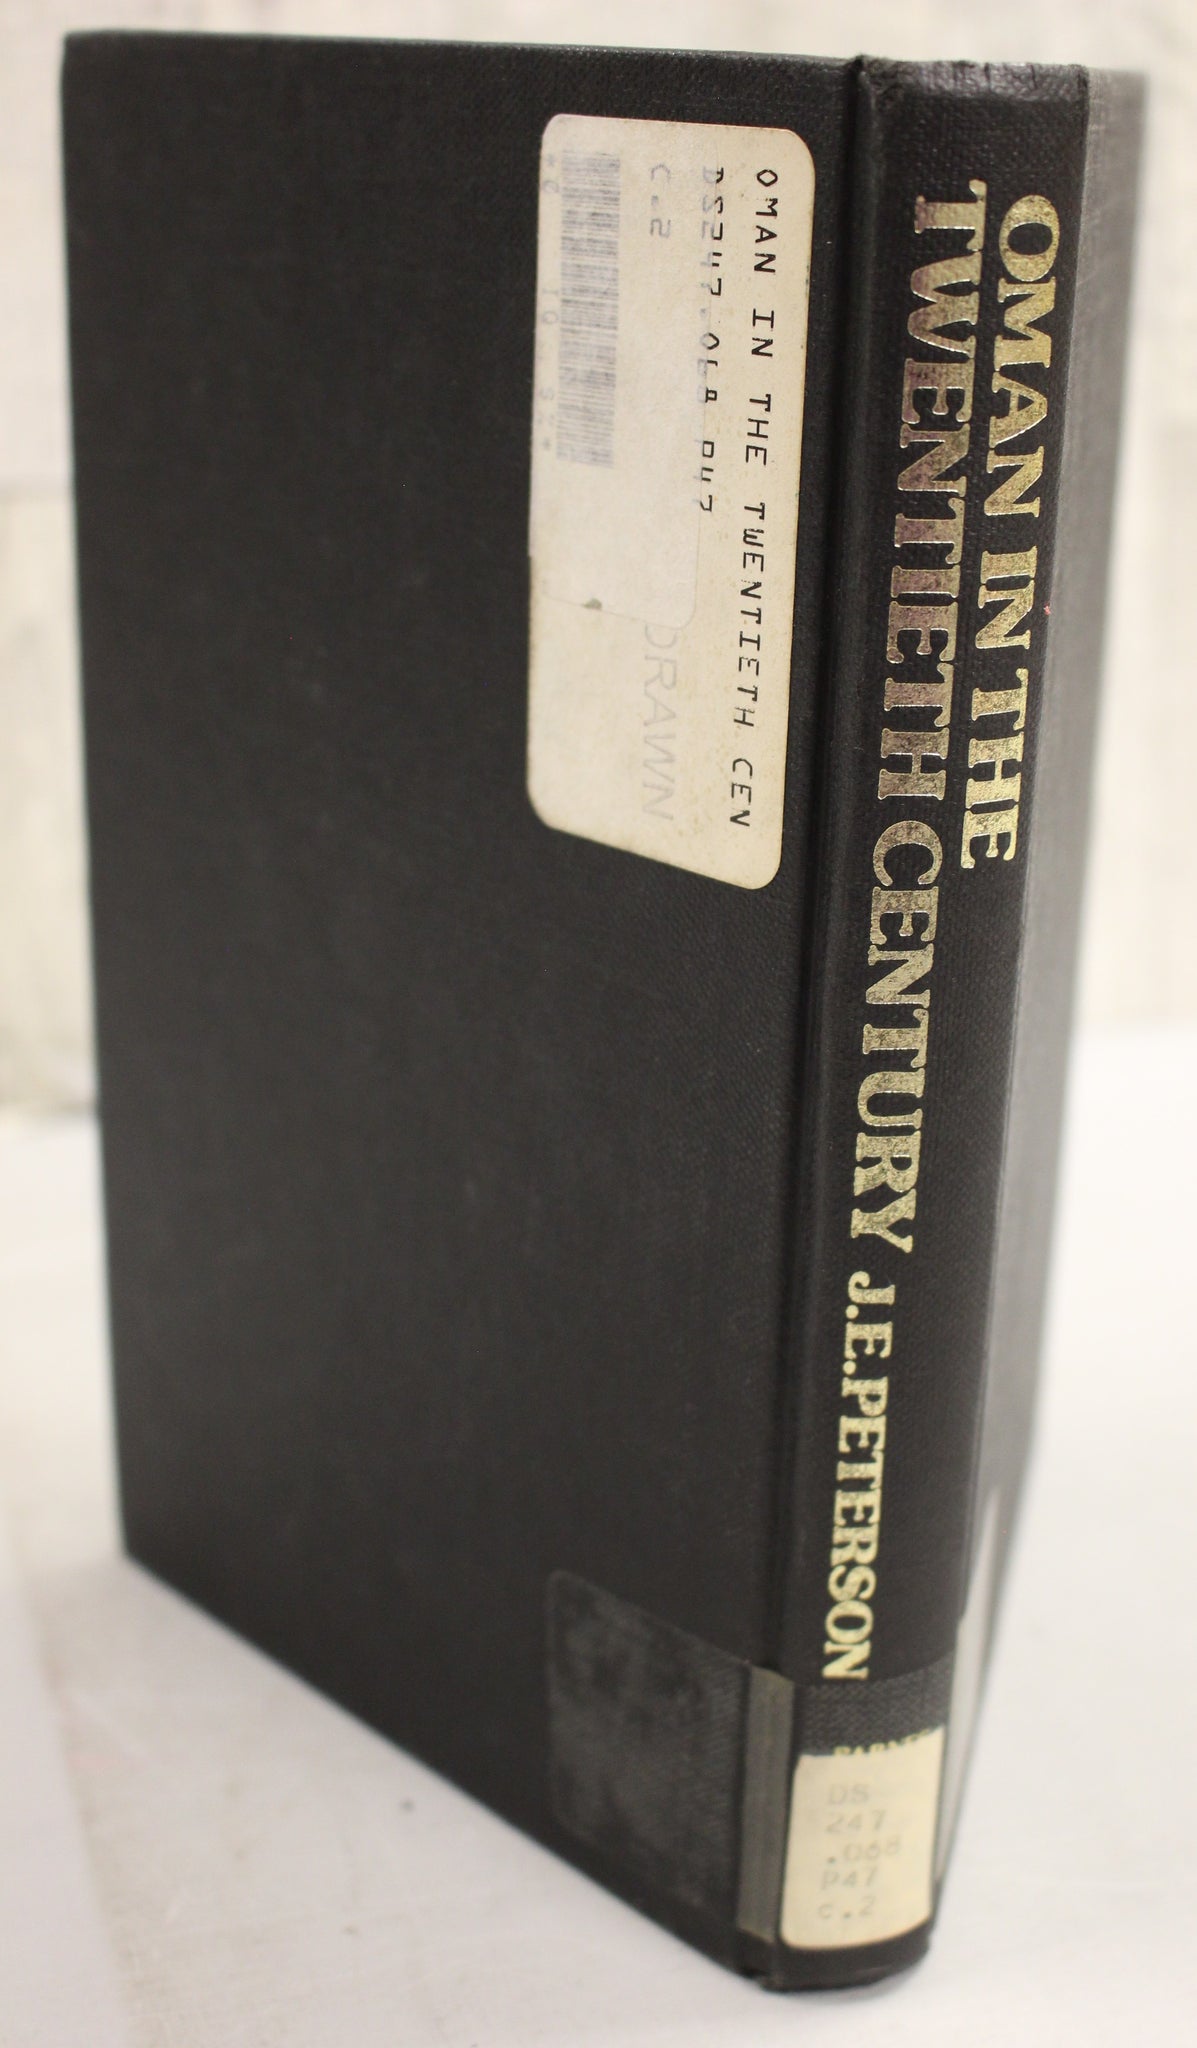 OMAN IN THE
TWENTIETH CENTURY J.E.PETERSON
DS
247
.O68
P47
c.2
OMAN IN THE TWENTIETH CEN
DS247.O68 P47
C.2
DRAWN